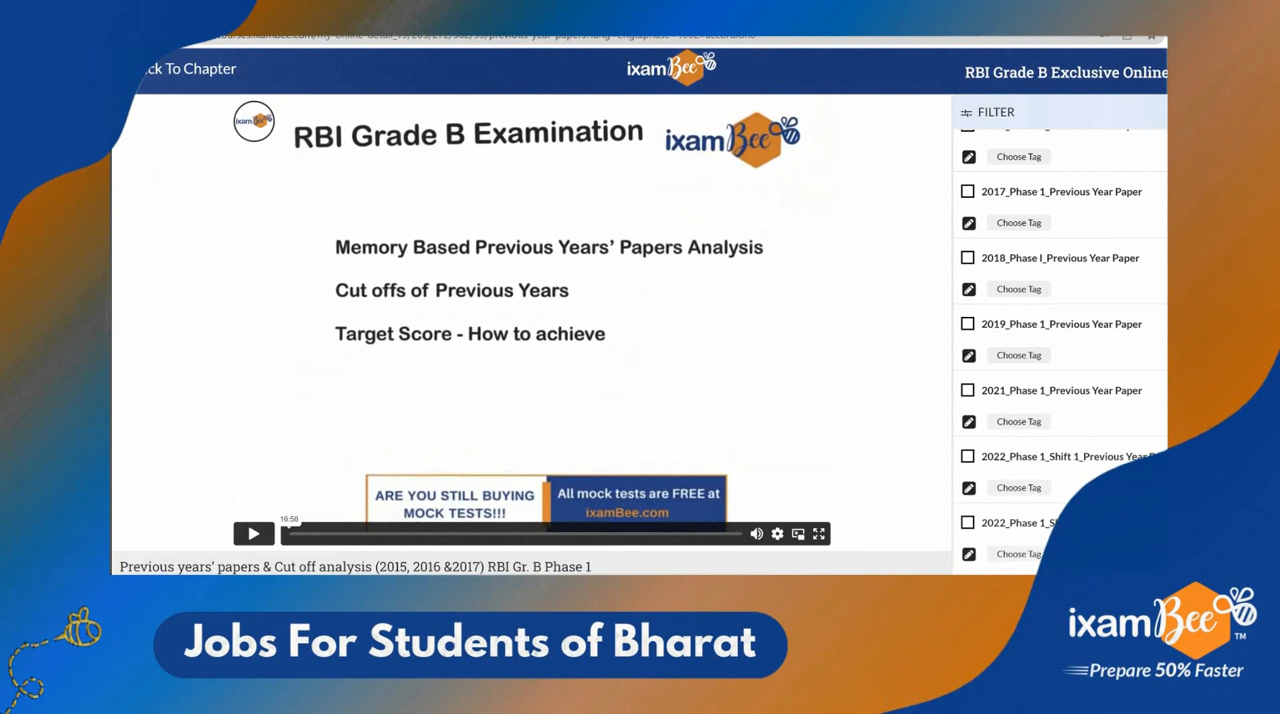 ck To Chapter
ixamBee
RBI Grade B Exclusive Online
ixamBee
RBI Grade B Examination
ixamBee
FILTER
Choose Tag
2017_Phase 1_Previous Year Paper
Choose Tag
2018_Phase I_Previous Year Paper
Choose Tag
2019_Phase 1_Previous Year Paper
Choose Tag
2021_Phase 1_Previous Year Paper
Choose Tag
2022_Phase 1_Shift 1_Previous Year
Choose Tag
2022_Phase 1_S
Choose Tag
Memory Based Previous Years' Papers Analysis
Cut offs of Previous Years
Target Score - How to achieve
ARE YOU STILL BUYING
MOCK TESTS!!!
All mock tests are FREE at
ixamBee.com
16:58
Previous years' papers & Cut off analysis (2015, 2016 &2017) RBI Gr. B Phase 1
Jobs For Students of Bharat
ixamBee™
Prepare 50% Faster